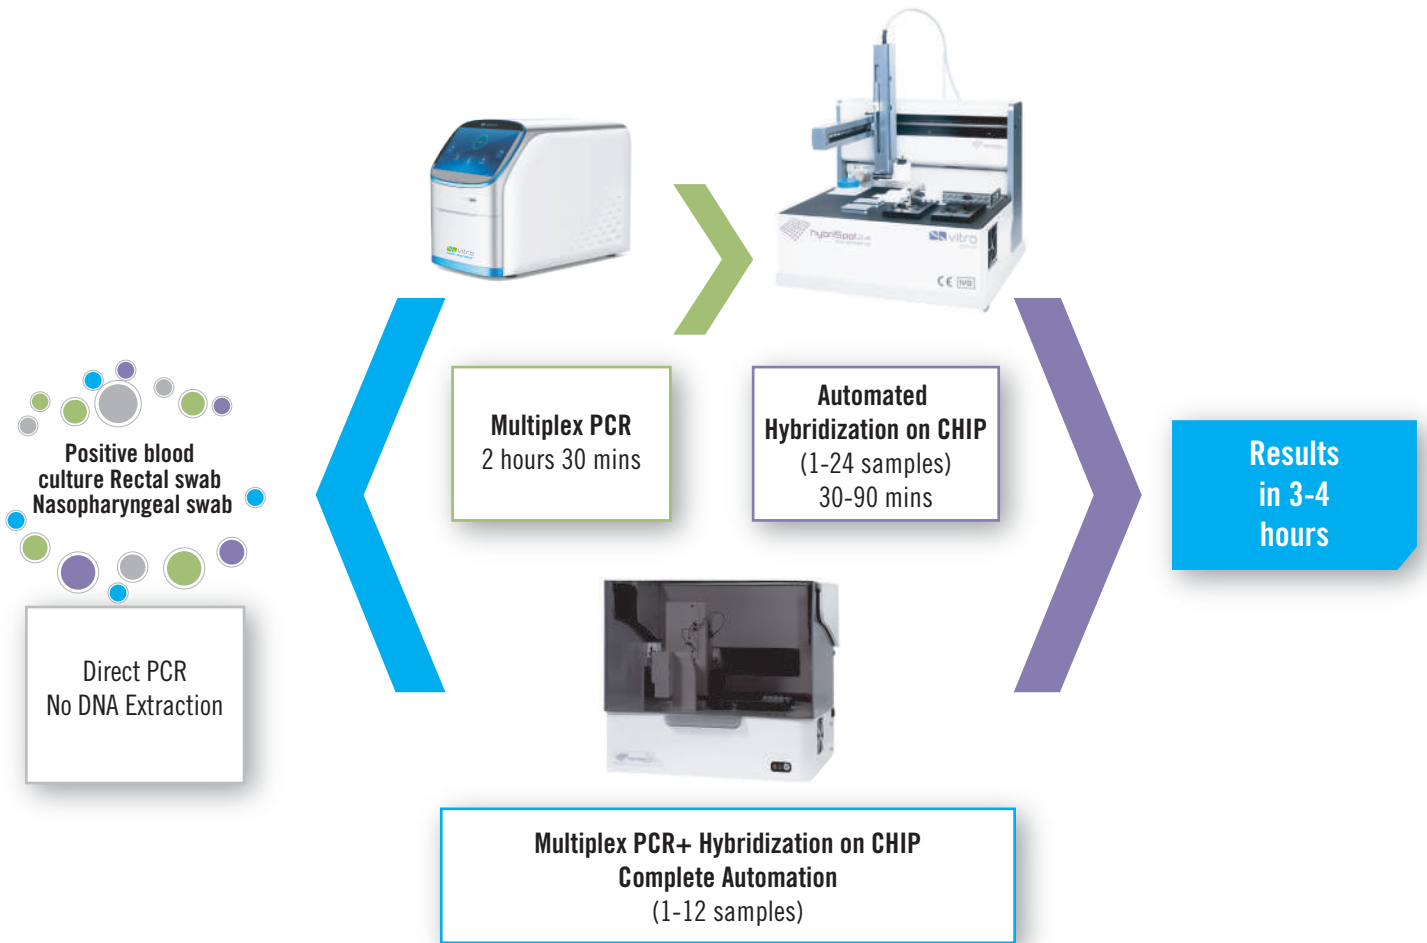 vitro
hybriSpot
vitro
CE IVD
Positive blood
culture Rectal swab
Nasopharyngeal swab
Direct PCR
No DNA Extraction
Multiplex PCR
2 hours 30 mins
Automated
Hybridization on CHIP
(1-24 samples)
30-90 mins
Results
in 3-4
hours
Multiplex PCR+ Hybridization on CHIP
Complete Automation
(1-12 samples)